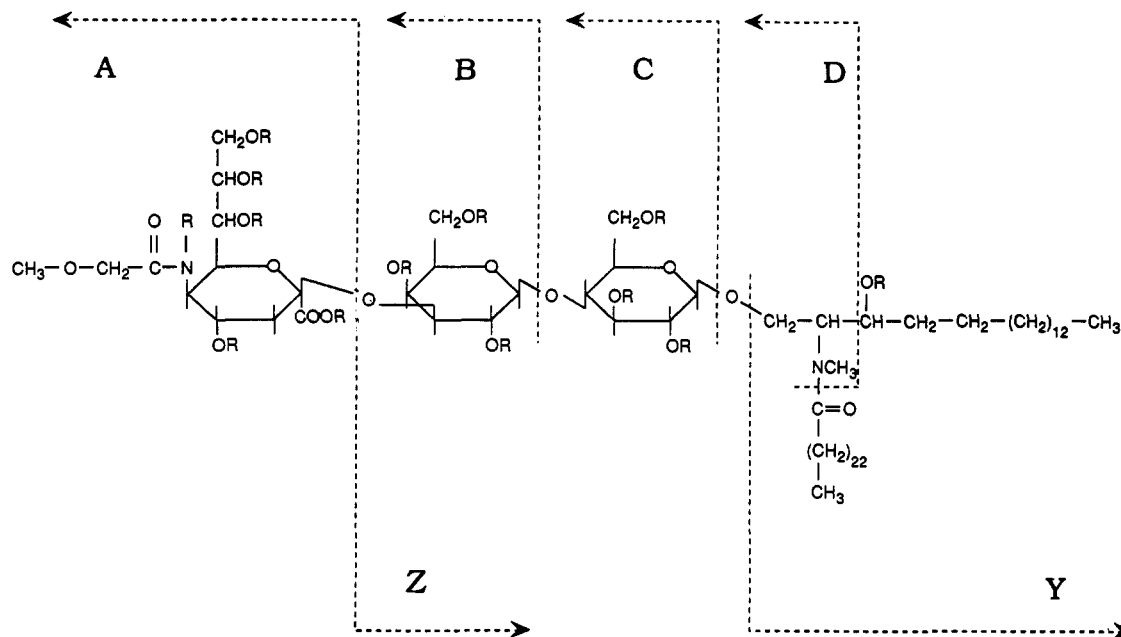 A B C D
CH₂OR
CHOR
O R CHOR CH₂OR CH₂OR
CH₃—O—CH₂—C—N O OR O OR O OR
COOR O O O CH₂—CH—CH—CH₂—CH₂—(CH₂)₁₂—CH₃
OR OR OR OR
NCH₃
C=O
(CH₂)₂₂
CH₃
Z Y